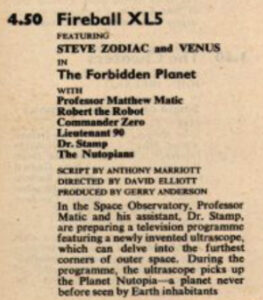 4.50 Fireball XL5
FEATURING
STEVE ZODIAC and VENUS
IN
The Forbidden Planet
WITH
Professor Matthew Matic
Robert the Robot
Commander Zero
Lieutenant 90
Dr. Stamp
The Nutopians
SCRIPT BY ANTHONY MARRIOTT
DIRECTED BY DAVID ELLIOTT
PRODUCED BY GERRY ANDERSON
In the Space Observatory, Professor
Matic and his assistant, Dr. Stamp,
are preparing a television programme
featuring a newly invented ultrascope,
which can delve into the furthest
corners of outer space. During the
programme, the ultrascope picks up
the Planet Nutopia—a planet never
before seen by Earth inhabitants